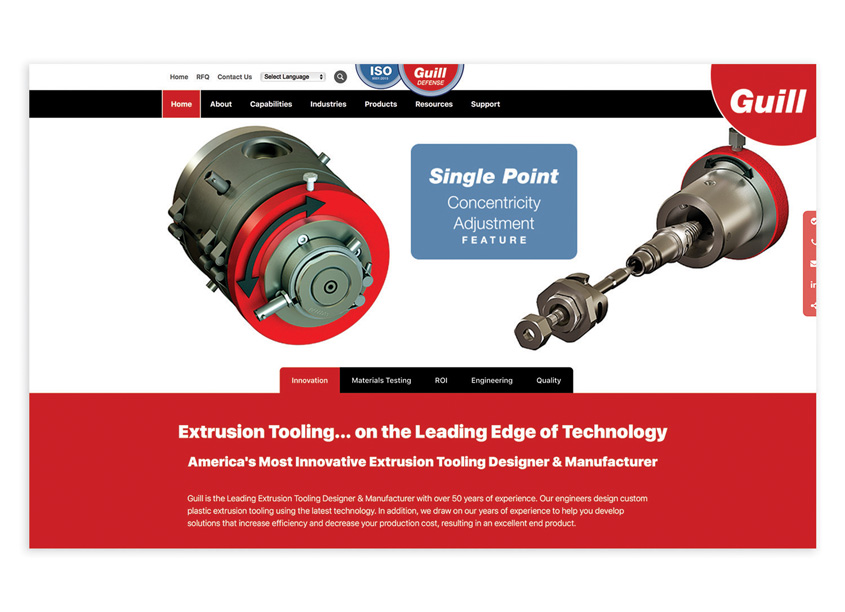 Home RFQ Contact Us Select Language
ISO
Guill
DEFENSE
Home About Capabilities Industries Products Resources Support
Guill
Single Point
Concentricity
Adjustment
FEATURE
Innovation Materials Testing ROI Engineering Quality
Extrusion Tooling... on the Leading Edge of Technology
America's Most Innovative Extrusion Tooling Designer & Manufacturer
Guill is the Leading Extrusion Tooling Designer & Manufacturer with over 50 years of experience. Our engineers design custom
plastic extrusion tooling using the latest technology. In addition, we draw on our years of experience to help you develop
solutions that increase efficiency and decrease your production cost, resulting in an excellent end product.